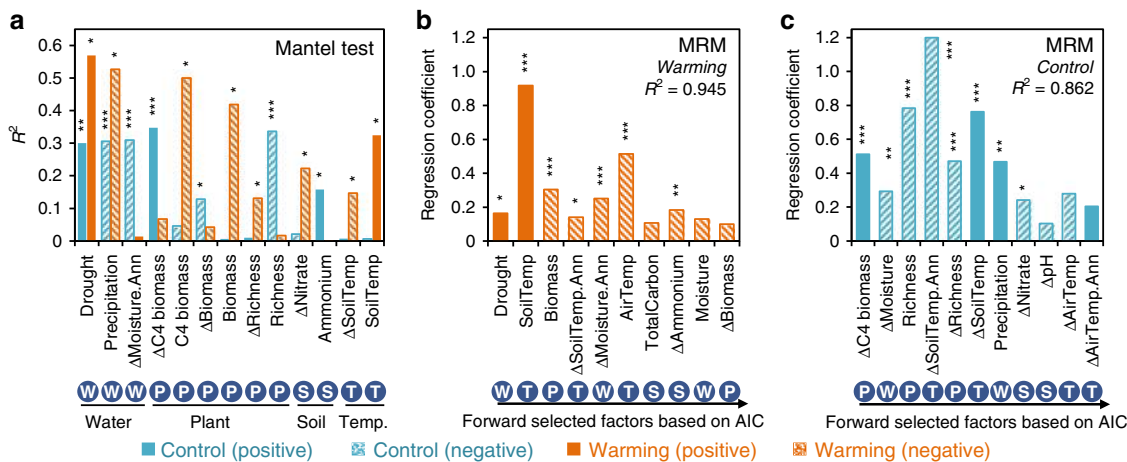 a
Mantel test
R²
0.6
0.5
0.4
0.3
0.2
0.1
0
** * *** * *** *** * * * * *** * * * *
Drought
Precipitation
ΔMoisture.Ann
ΔC4 biomass
C4 biomass
ΔBiomass
Biomass
ΔRichness
Richness
ΔNitrate
Ammonium
ΔSoilTemp
SoilTemp
W W W P P P P P P S S T T
Water Plant Soil Temp.
b
MRM
Warming
R² = 0.945
Regression coefficient
1.2
1.0
0.8
0.6
0.4
0.2
0
* *** *** * *** *** **
Drought
SoilTemp
Biomass
ΔSoilTemp.Ann
ΔMoisture.Ann
AirTemp
TotalCarbon
ΔAmmonium
Moisture
ΔBiomass
W T P T W T S S W P
Forward selected factors based on AIC
c
MRM
Control
R² = 0.862
Regression coefficient
1.2
1.0
0.8
0.6
0.4
0.2
0
*** ** *** *** *** *** ** *
ΔC4 biomass
ΔMoisture
Richness
ΔSoilTemp.Ann
ΔRichness
ΔSoilTemp
Precipitation
ΔNitrate
ΔpH
ΔAirTemp
ΔAirTemp.Ann
P W P T P T W S S T T
Forward selected factors based on AIC
Control (positive) Control (negative) Warming (positive) Warming (negative)